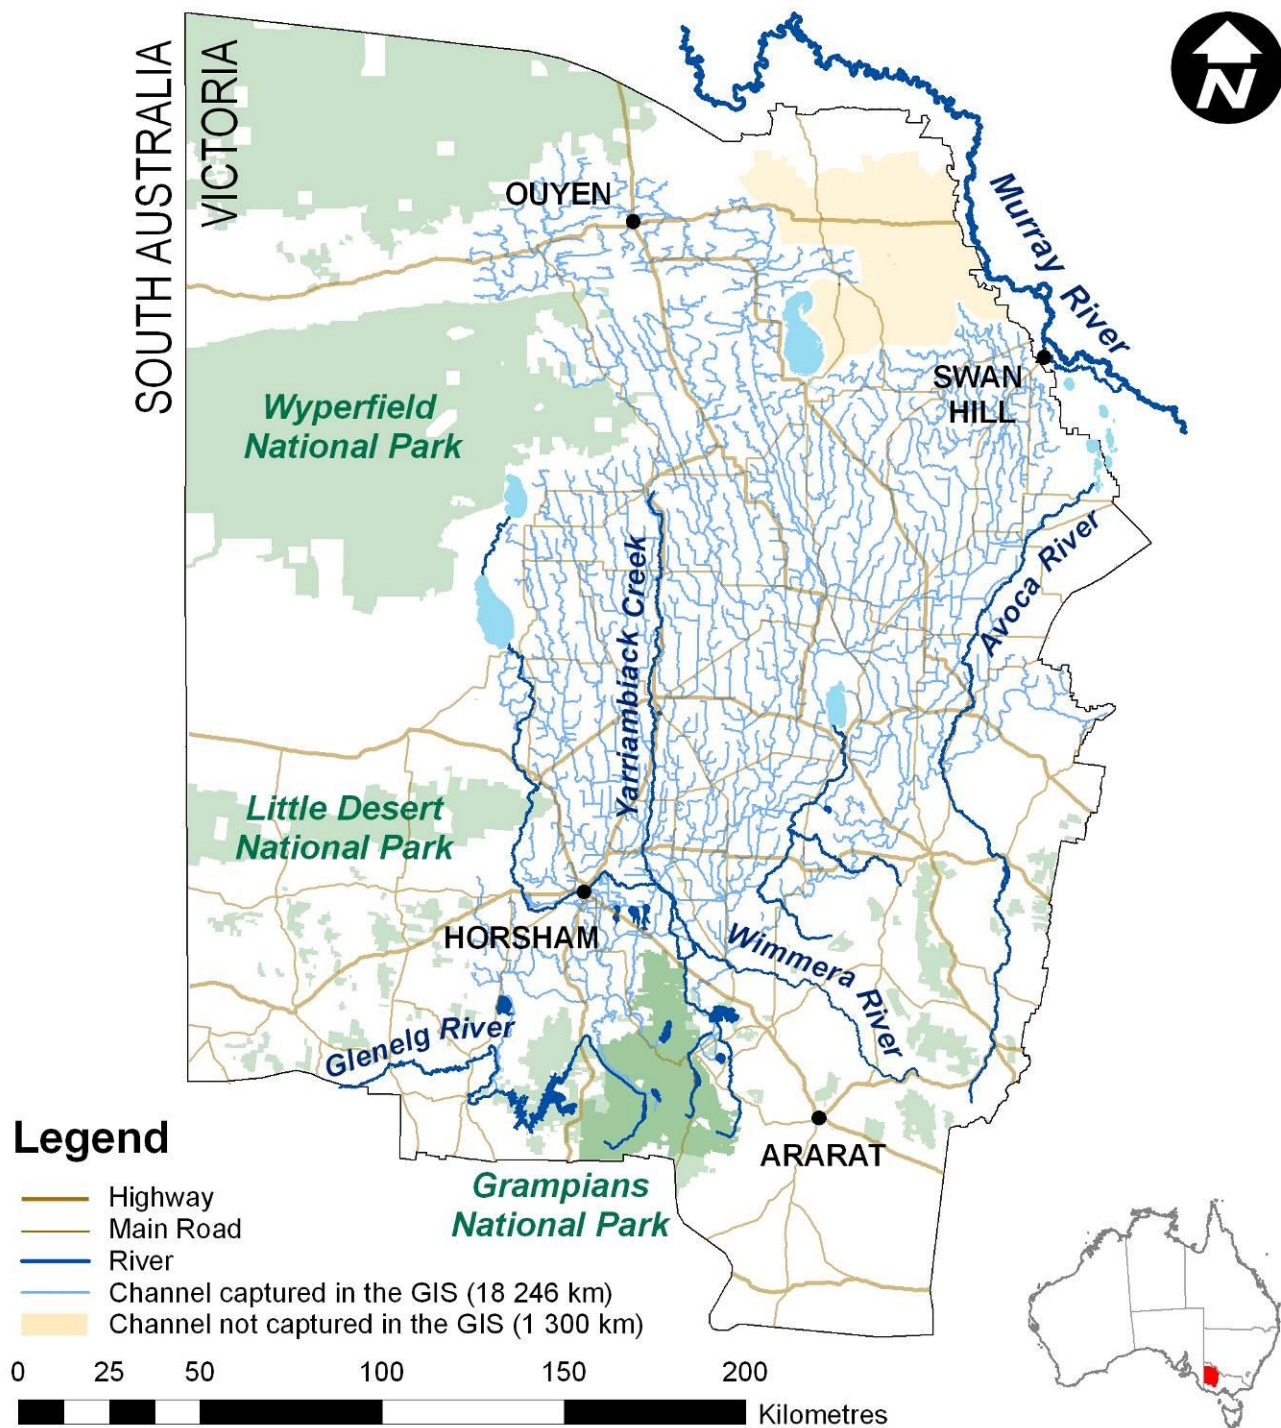 N
SOUTH AUSTRALIA
VICTORIA
OUYEN
Murray River
SWAN
HILL
Wyperfield
National Park
Yarriambiack Creek
Avoca River
Little Desert
National Park
HORSHAM
Wimmera River
Glenelg River
ARARAT
Grampians
National Park
Legend
Highway
Main Road
River
Channel captured in the GIS (18 246 km)
Channel not captured in the GIS (1 300 km)
0 25 50 100 150 200
Kilometres